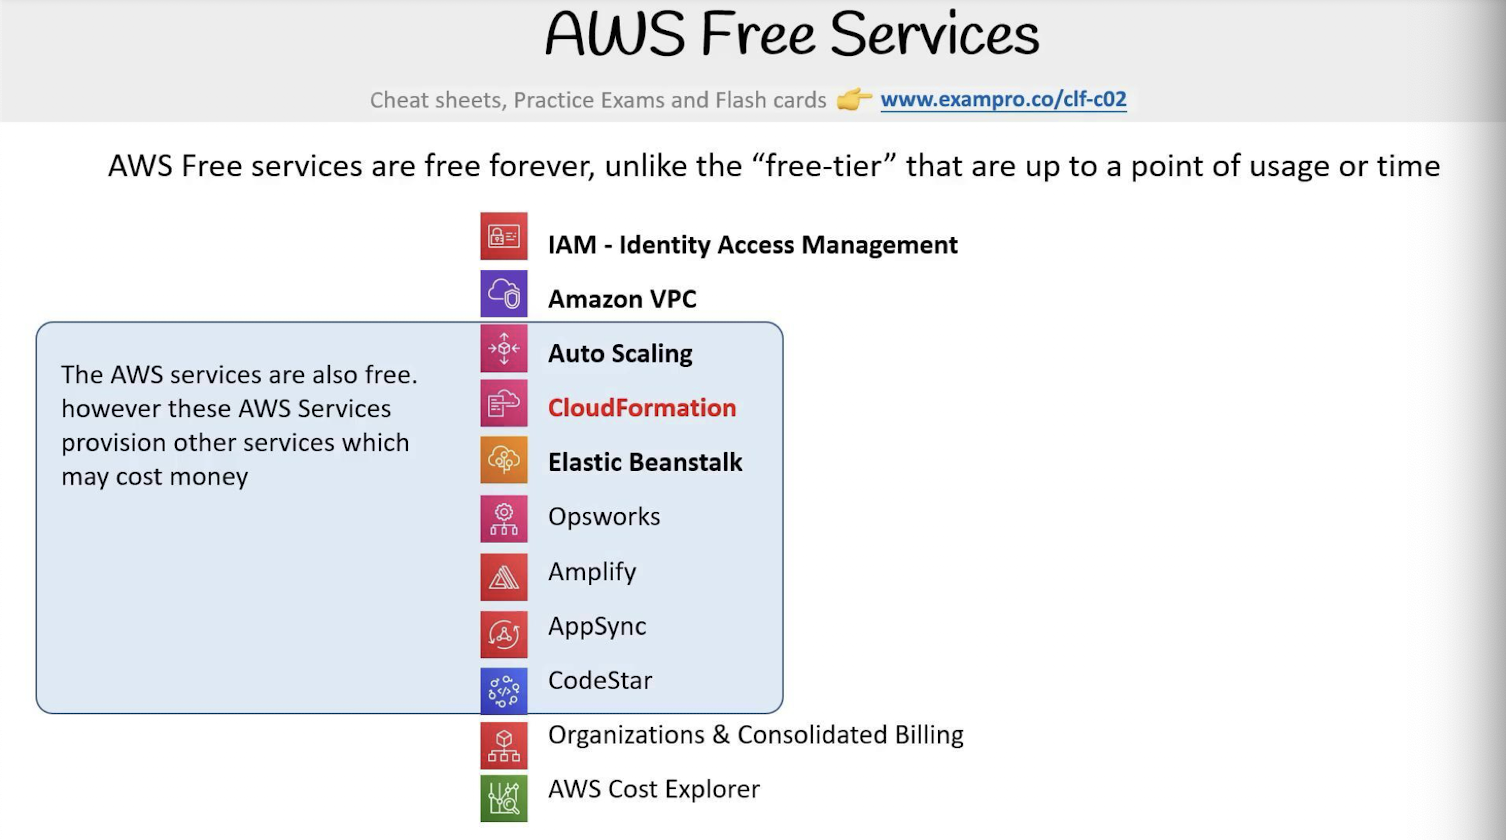 AWS Free Services
Cheat sheets, Practice Exams and Flash cards 👉 www.exampro.co/clf-c02
AWS Free services are free forever, unlike the “free-tier” that are up to a point of usage or time
IAM - Identity Access Management
Amazon VPC
The AWS services are also free.
however these AWS Services
provision other services which
may cost money
Auto Scaling
CloudFormation
Elastic Beanstalk
Opsworks
Amplify
AppSync
CodeStar
Organizations & Consolidated Billing
AWS Cost Explorer